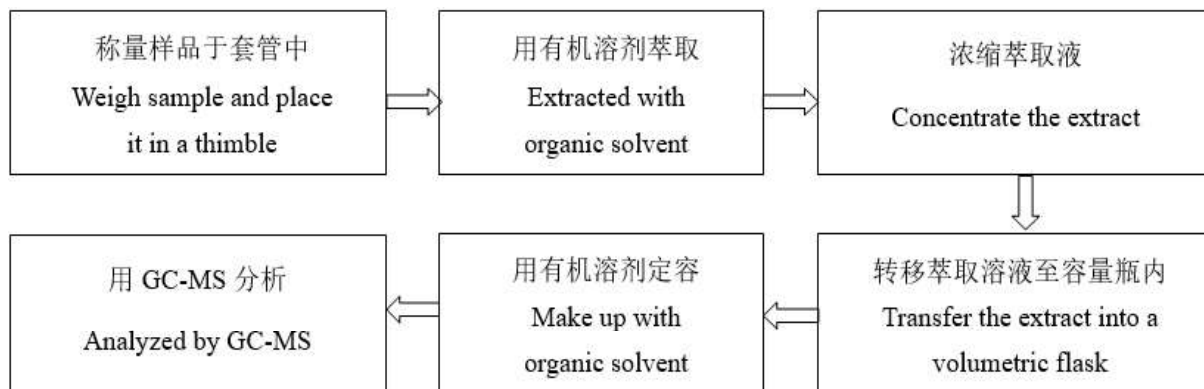 称量样品于套管中
Weigh sample and place
it in a thimble
用有机溶剂萃取
Extracted with
organic solvent
浓缩萃取液
Concentrate the extract
转移萃取溶液至容量瓶内
Transfer the extract into a
volumetric flask
用有机溶剂定容
Make up with
organic solvent
用 GC-MS 分析
Analyzed by GC-MS